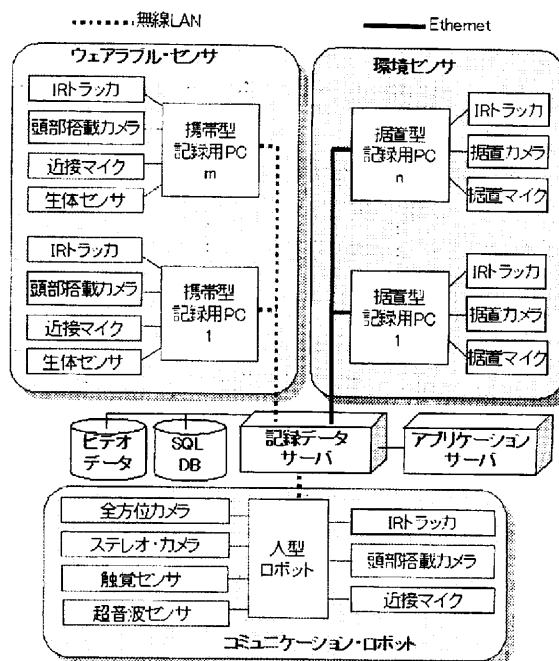 無線LAN
Ethernet
ウェアラブル・センサ
IRトラッカ
頭部搭載カメラ
近接マイク
生体センサ
携帯型
記録用PC
m
IRトラッカ
頭部搭載カメラ
近接マイク
生体センサ
携帯型
記録用PC
1
環境センサ
据置型
記録用PC
n
IRトラッカ
据置カメラ
据置マイク
据置型
記録用PC
1
IRトラッカ
据置カメラ
据置マイク
ビデオ
データ
SQL
DB
記録データ
サーバ
アプリケーション
サーバ
全方位カメラ
ステレオ・カメラ
触覚センサ
超音波センサ
人型
ロボット
IRトラッカ
頭部搭載カメラ
近接マイク
コミュニケーション・ロボット